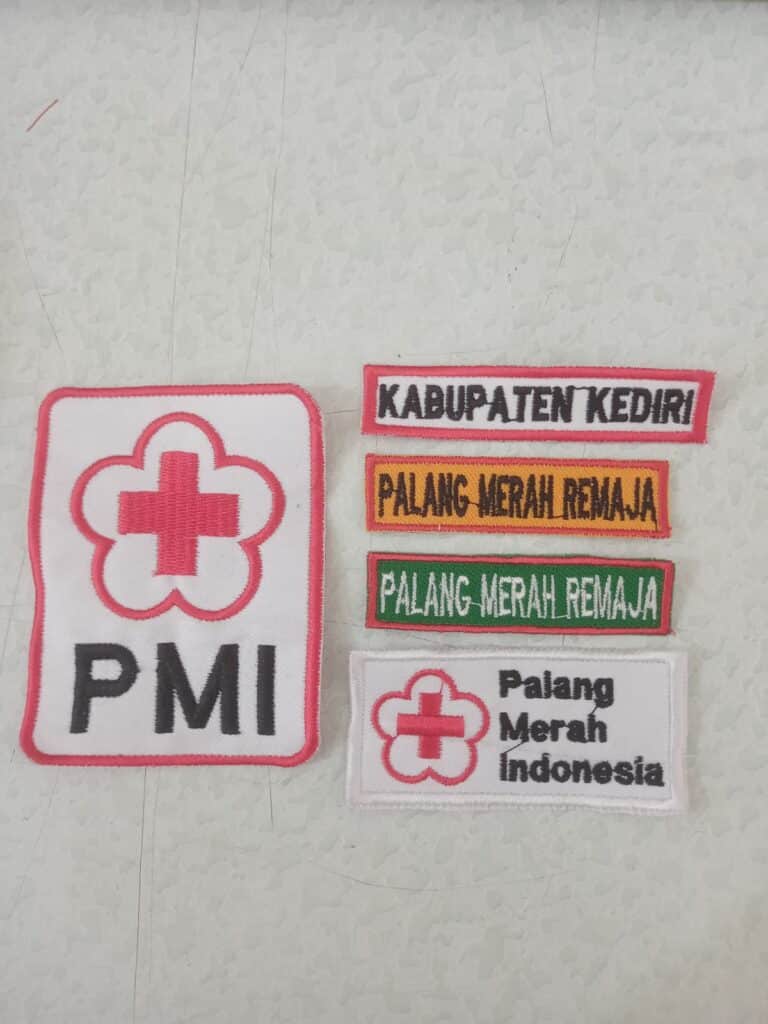 PMI
KABUPATEN KEDIRI
PALANG MERAH REMAJA
PALANG MERAH REMAJA
Palang
Merah
Indonesia